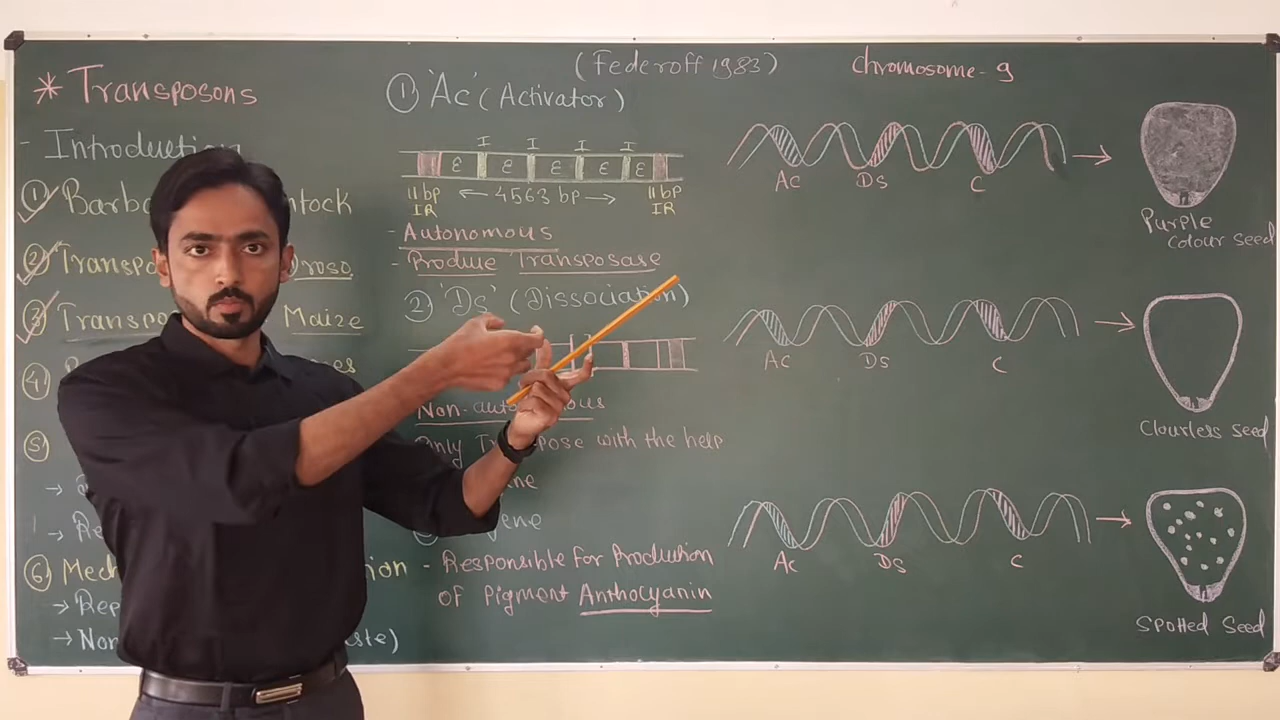 * Transposons
- Introduction
① Barba ntock
② Transpo Droso
③ Transpo Maize
④ es
⑤
→
→ Re
⑥ Mech ion
→ Rep
→ Non ste)
(Federoff 1983)
① 'Ac' (Activator)
I I I I
E E E E E
11 bp ← 4563 bp → 11 bp
IR IR
- Autonomous
- Produce Transposase
② 'Ds' (Dissociation)
Non-autonomous
Only Transpose with the help
ne
gene
- Responsible for Production
of Pigment Anthocyanin
chromosome - 9
Ac Ds C →
Purple
colour seed
Ac Ds C →
Clourless seed
Ac Ds C →
Spotted Seed